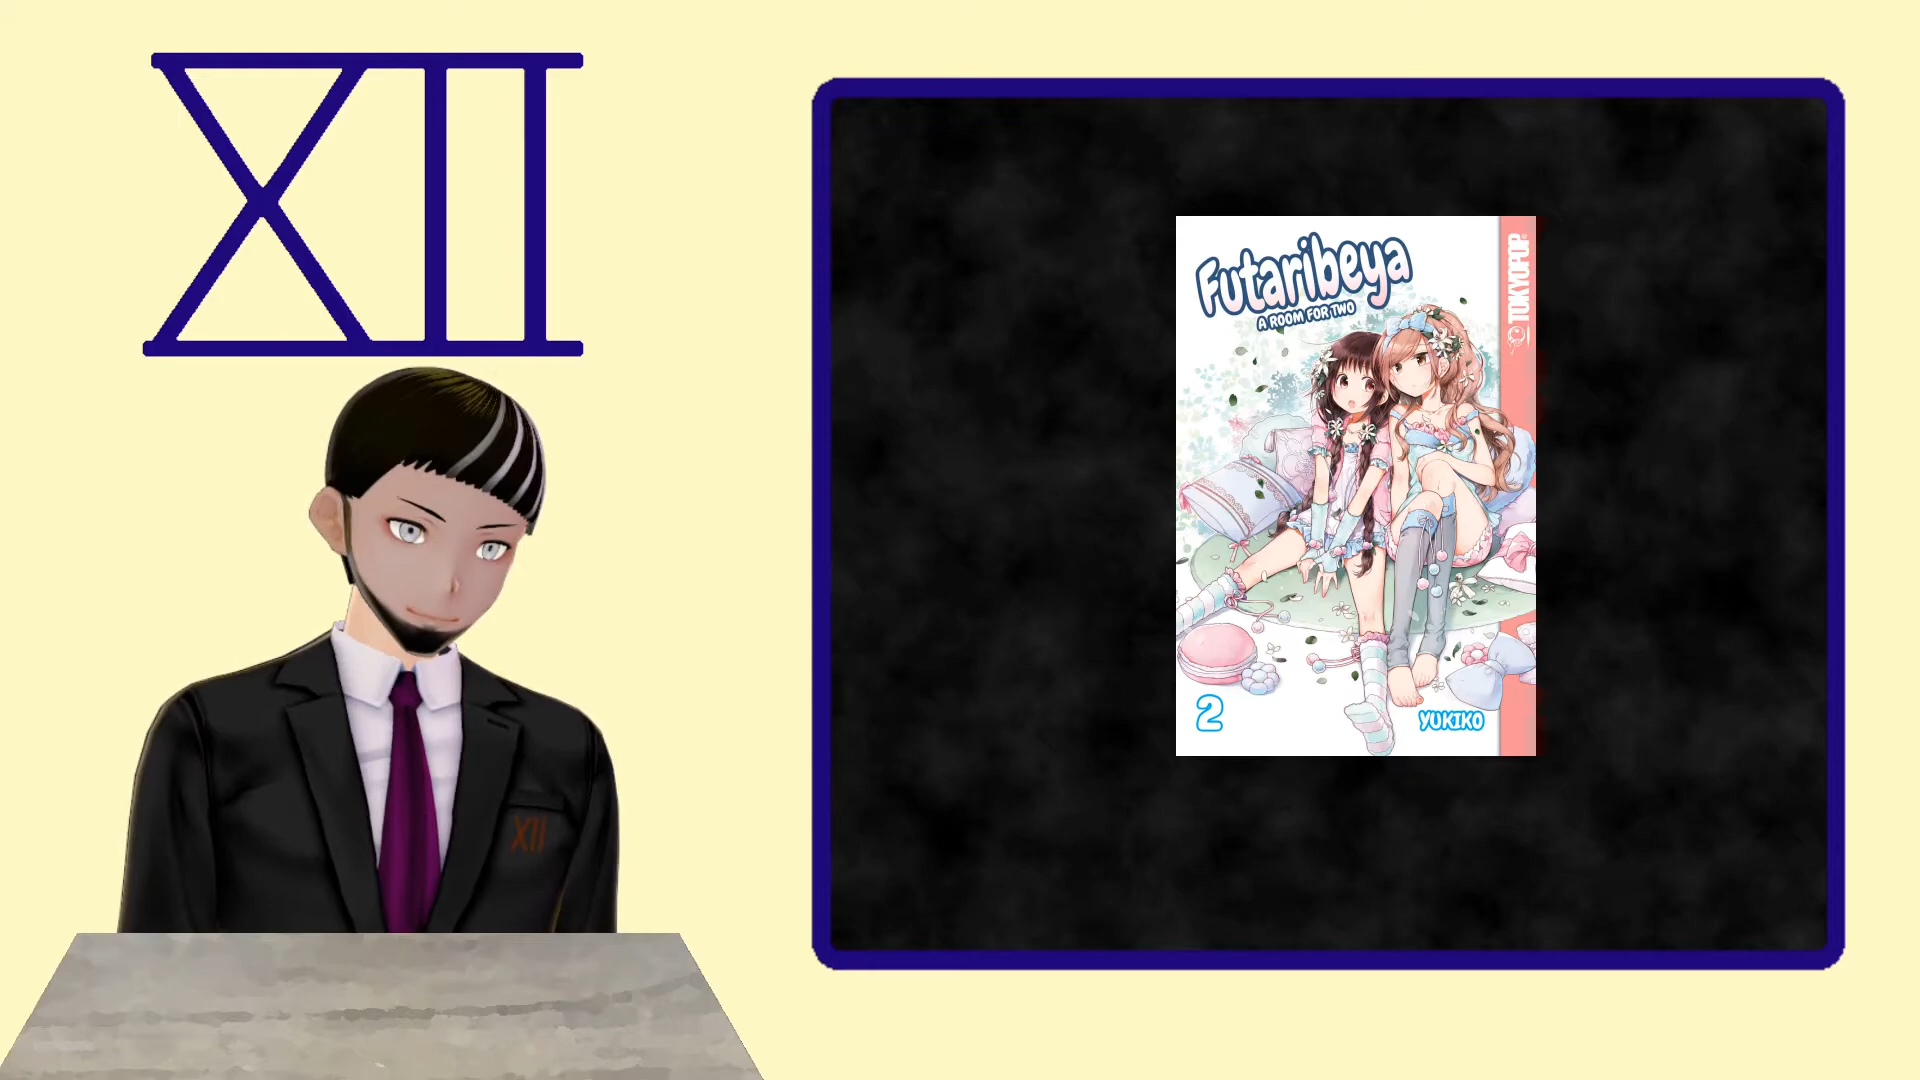 XII
Futaribeya
A ROOM FOR TWO
TOKYOPOP
2
YUKIKO
XII